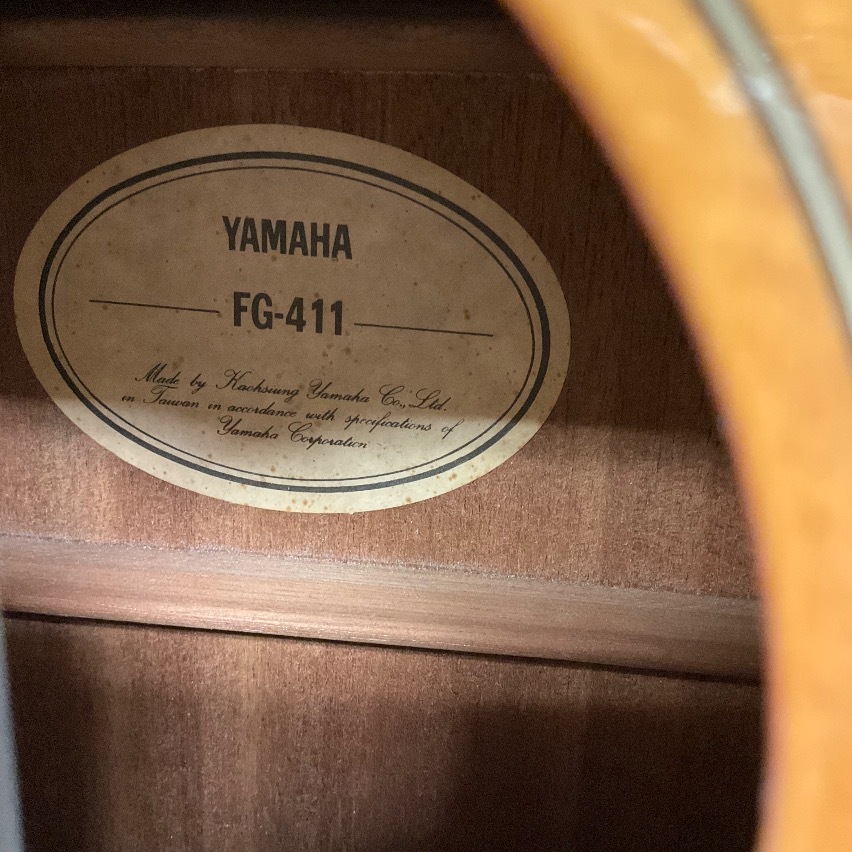 YAMAHA
FG-411
Made by Kaohsiung Yamaha Co., Ltd.
in Taiwan in accordance with specifications of
Yamaha Corporation